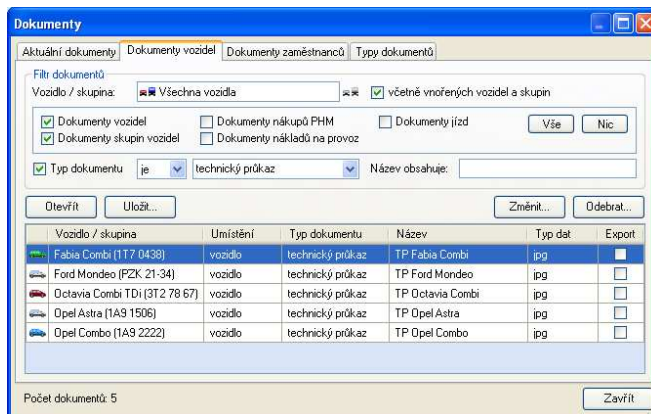 Dokumenty
Aktuální dokumenty Dokumenty vozidel Dokumenty zaměstnanců Typy dokumentů
Filtr dokumentů
Vozidlo / skupina: Všechna vozidla včetně vnořených vozidel a skupin
Dokumenty vozidel Dokumenty nákupů PHM Dokumenty jízd Vše Nic
Dokumenty skupin vozidel Dokumenty nákladů na provoz
Typ dokumentu je technický průkaz Název obsahuje:
Otevřít Uložit... Změnit... Odebrat...
Vozidlo / skupina Umístění Typ dokumentu Název Typ dat Export
Fabia Combi (1T7 0438) vozidlo technický průkaz TP Fabia Combi jpg
Ford Mondeo (PZK 21-34) vozidlo technický průkaz TP Ford Mondeo jpg
Octavia Combi TDi (3T2 78 67) vozidlo technický průkaz TP Octavia Combi jpg
Opel Astra (1A9 1506) vozidlo technický průkaz TP Opel Astra jpg
Opel Combo (1A9 2222) vozidlo technický průkaz TP Opel Combo jpg
Počet dokumentů: 5 Zavřít